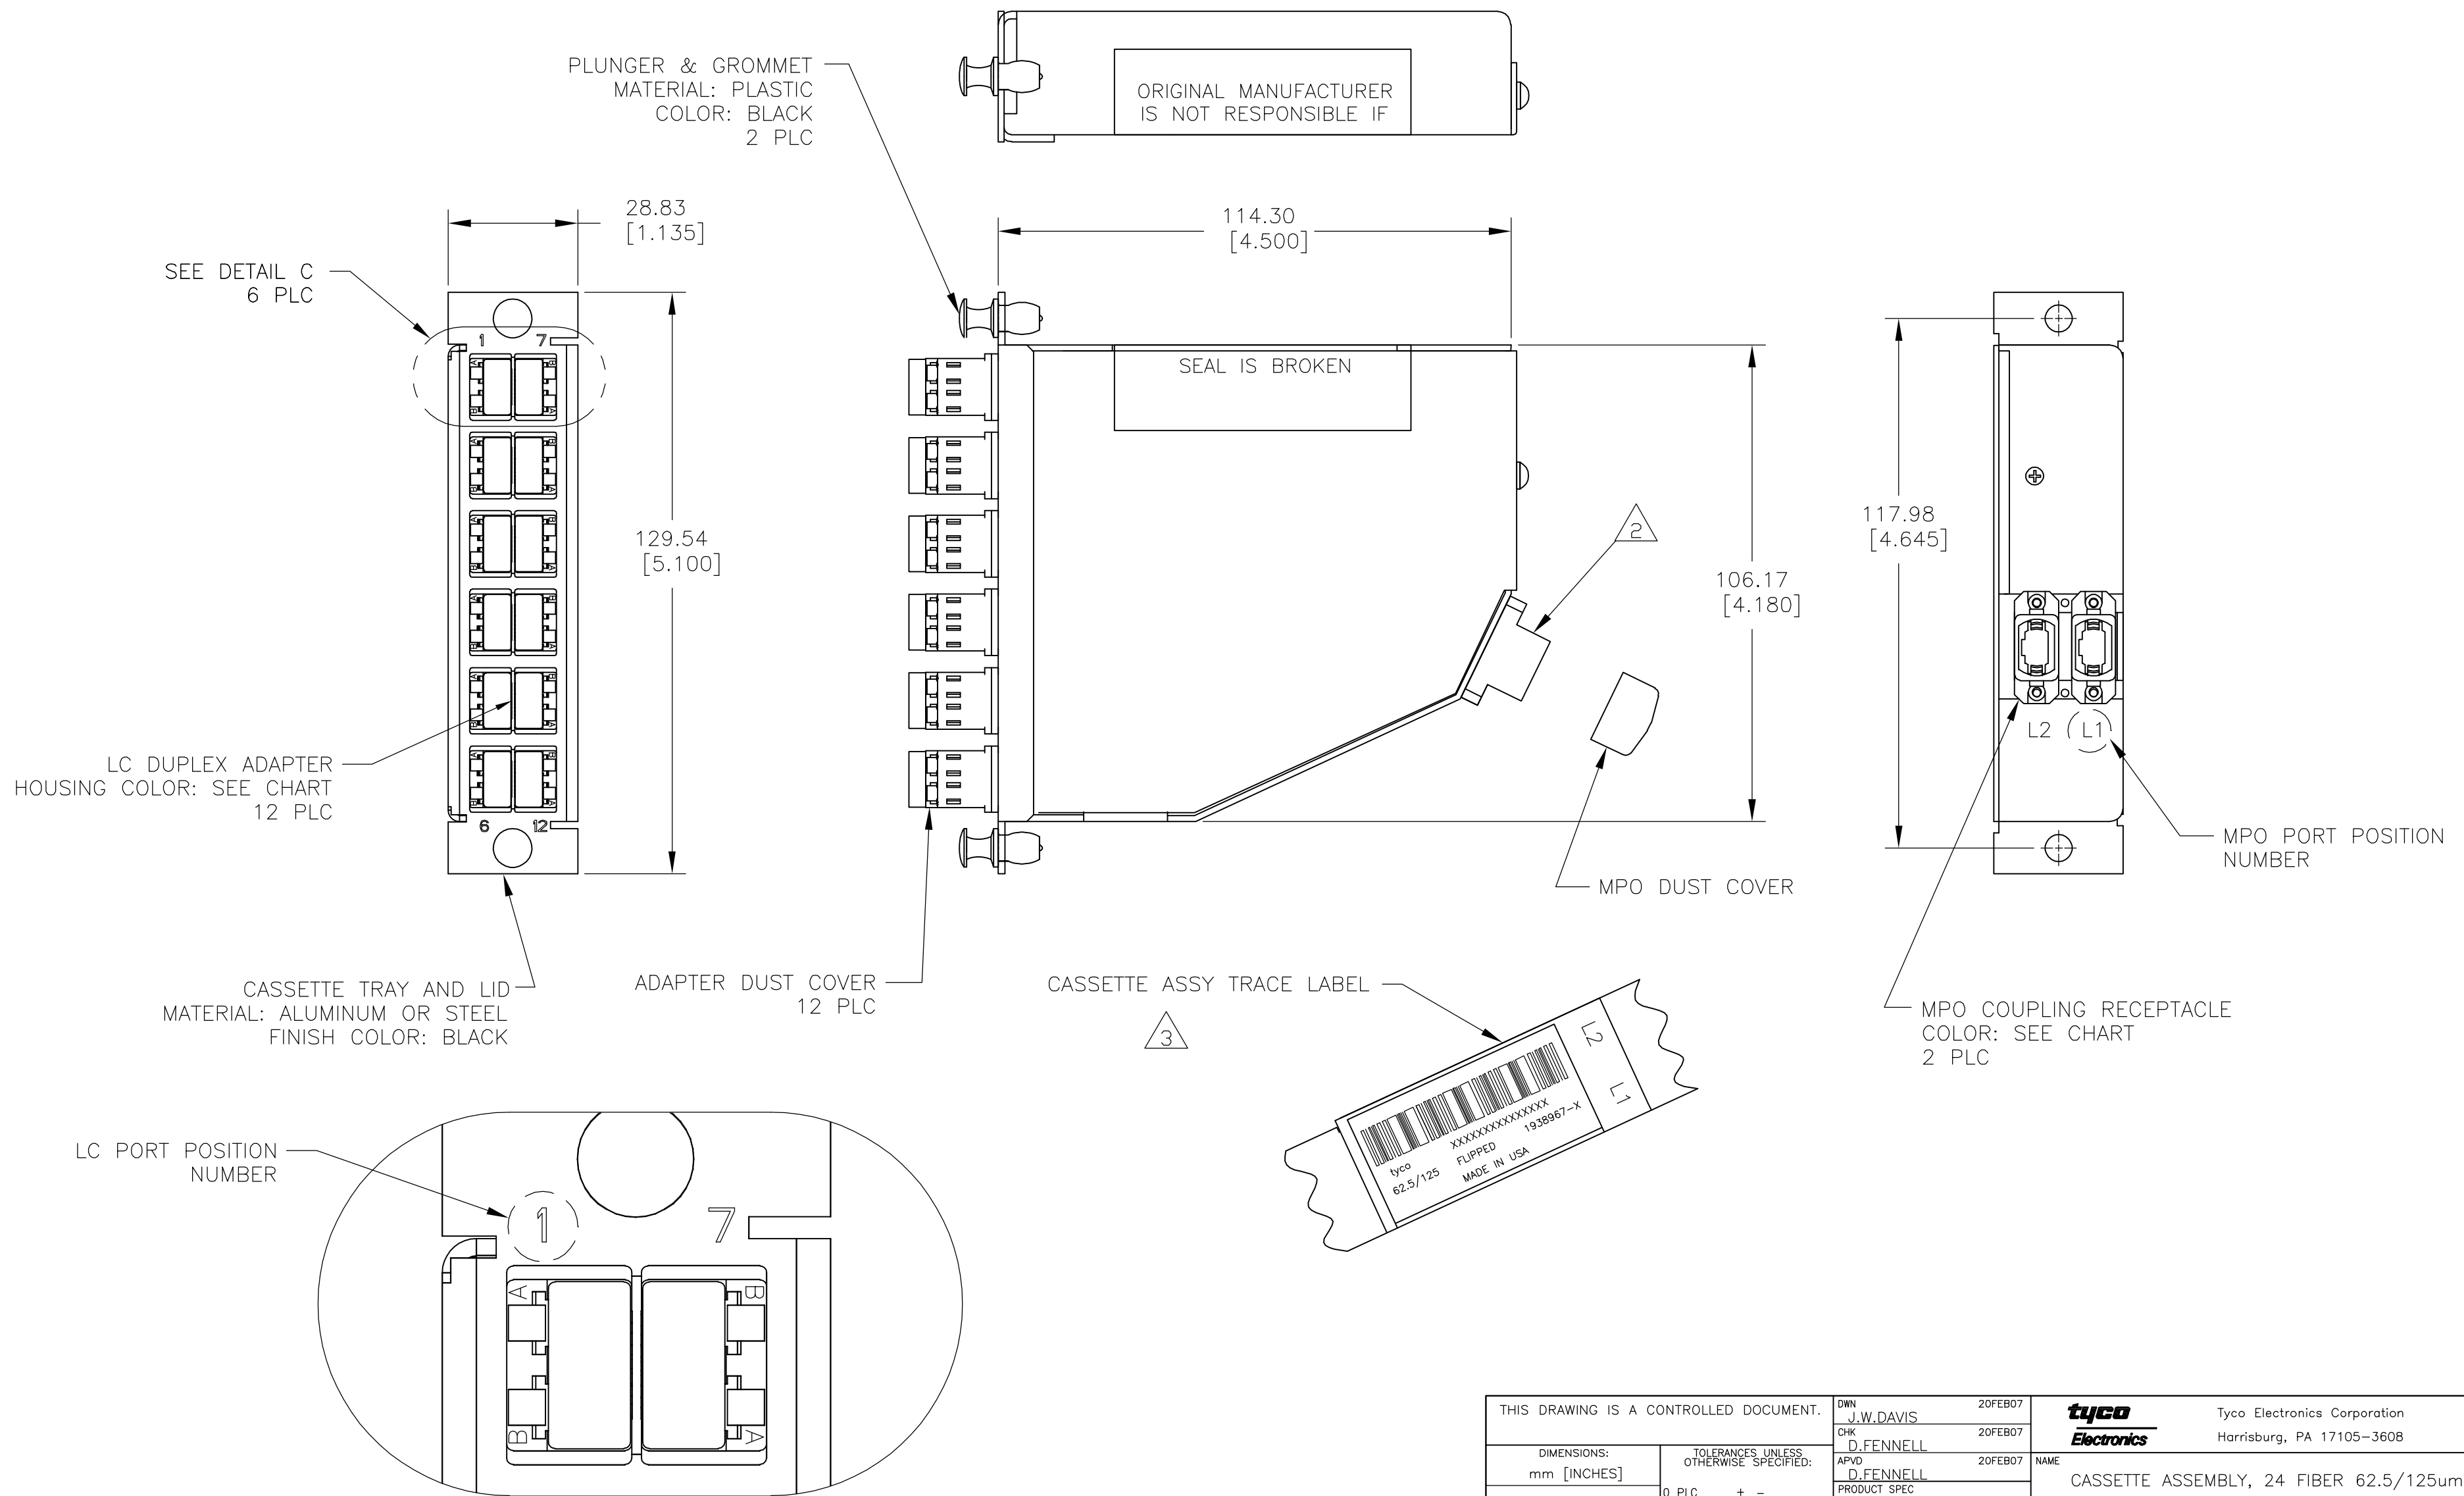 PLUNGER & GROMMET
MATERIAL: PLASTIC
COLOR: BLACK
2 PLC
ORIGINAL MANUFACTURER
IS NOT RESPONSIBLE IF
28.83
[1.135]
114.30
[4.500]
SEE DETAIL C
6 PLC
1 7
SEAL IS BROKEN
2
129.54
[5.100]
117.98
[4.645]
106.17
[4.180]
L2 L1
LC DUPLEX ADAPTER
HOUSING COLOR: SEE CHART
12 PLC
6 12
MPO PORT POSITION
NUMBER
MPO DUST COVER
CASSETTE TRAY AND LID
MATERIAL: ALUMINUM OR STEEL
FINISH COLOR: BLACK
ADAPTER DUST COVER
12 PLC
CASSETTE ASSY TRACE LABEL
3
MPO COUPLING RECEPTACLE
COLOR: SEE CHART
2 PLC
L2
L1
XXXXXXXXXXXXXXX
tyco FLIPPED 1938967-X
62.5/125 MADE IN USA
LC PORT POSITION
NUMBER
1 7
A B
B A
THIS DRAWING IS A CONTROLLED DOCUMENT.
DWN 20FEB07
J.W.DAVIS
CHK 20FEB07
D.FENNELL
APVD 20FEB07
D.FENNELL
PRODUCT SPEC
tyco
Electronics
Tyco Electronics Corporation
Harrisburg, PA 17105-3608
DIMENSIONS:
mm [INCHES]
TOLERANCES UNLESS
OTHERWISE SPECIFIED:
0 PLC + -
NAME
CASSETTE ASSEMBLY, 24 FIBER 62.5/125um